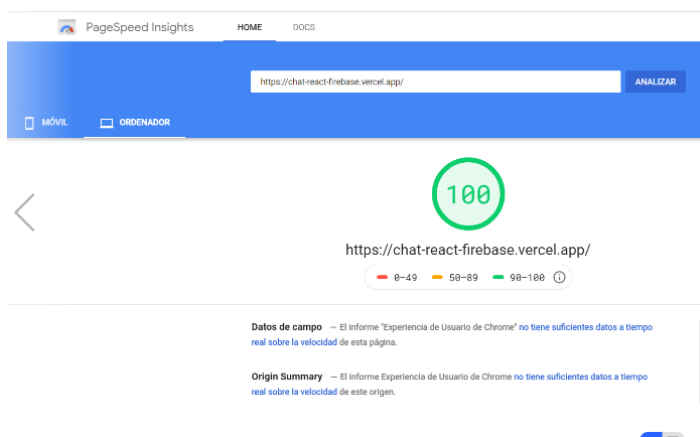 PageSpeed Insights
HOME
DOCS
https://chat-react-firebase.vercel.app/
ANALIZAR
MÓVIL
ORDENADOR
100
https://chat-react-firebase.vercel.app/
0–49
50–89
90–100
Datos de campo — El informe "Experiencia de Usuario de Chrome" no tiene suficientes datos a tiempo
real sobre la velocidad de esta página.
Origin Summary — El informe Experiencia de Usuario de Chrome no tiene suficientes datos a tiempo
real sobre la velocidad de este origen.